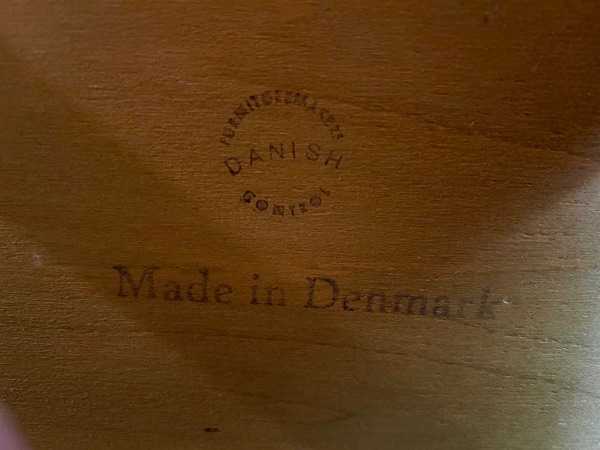 FURNITUREMAKERS
DANISH
CONTROL
Made in Denmark